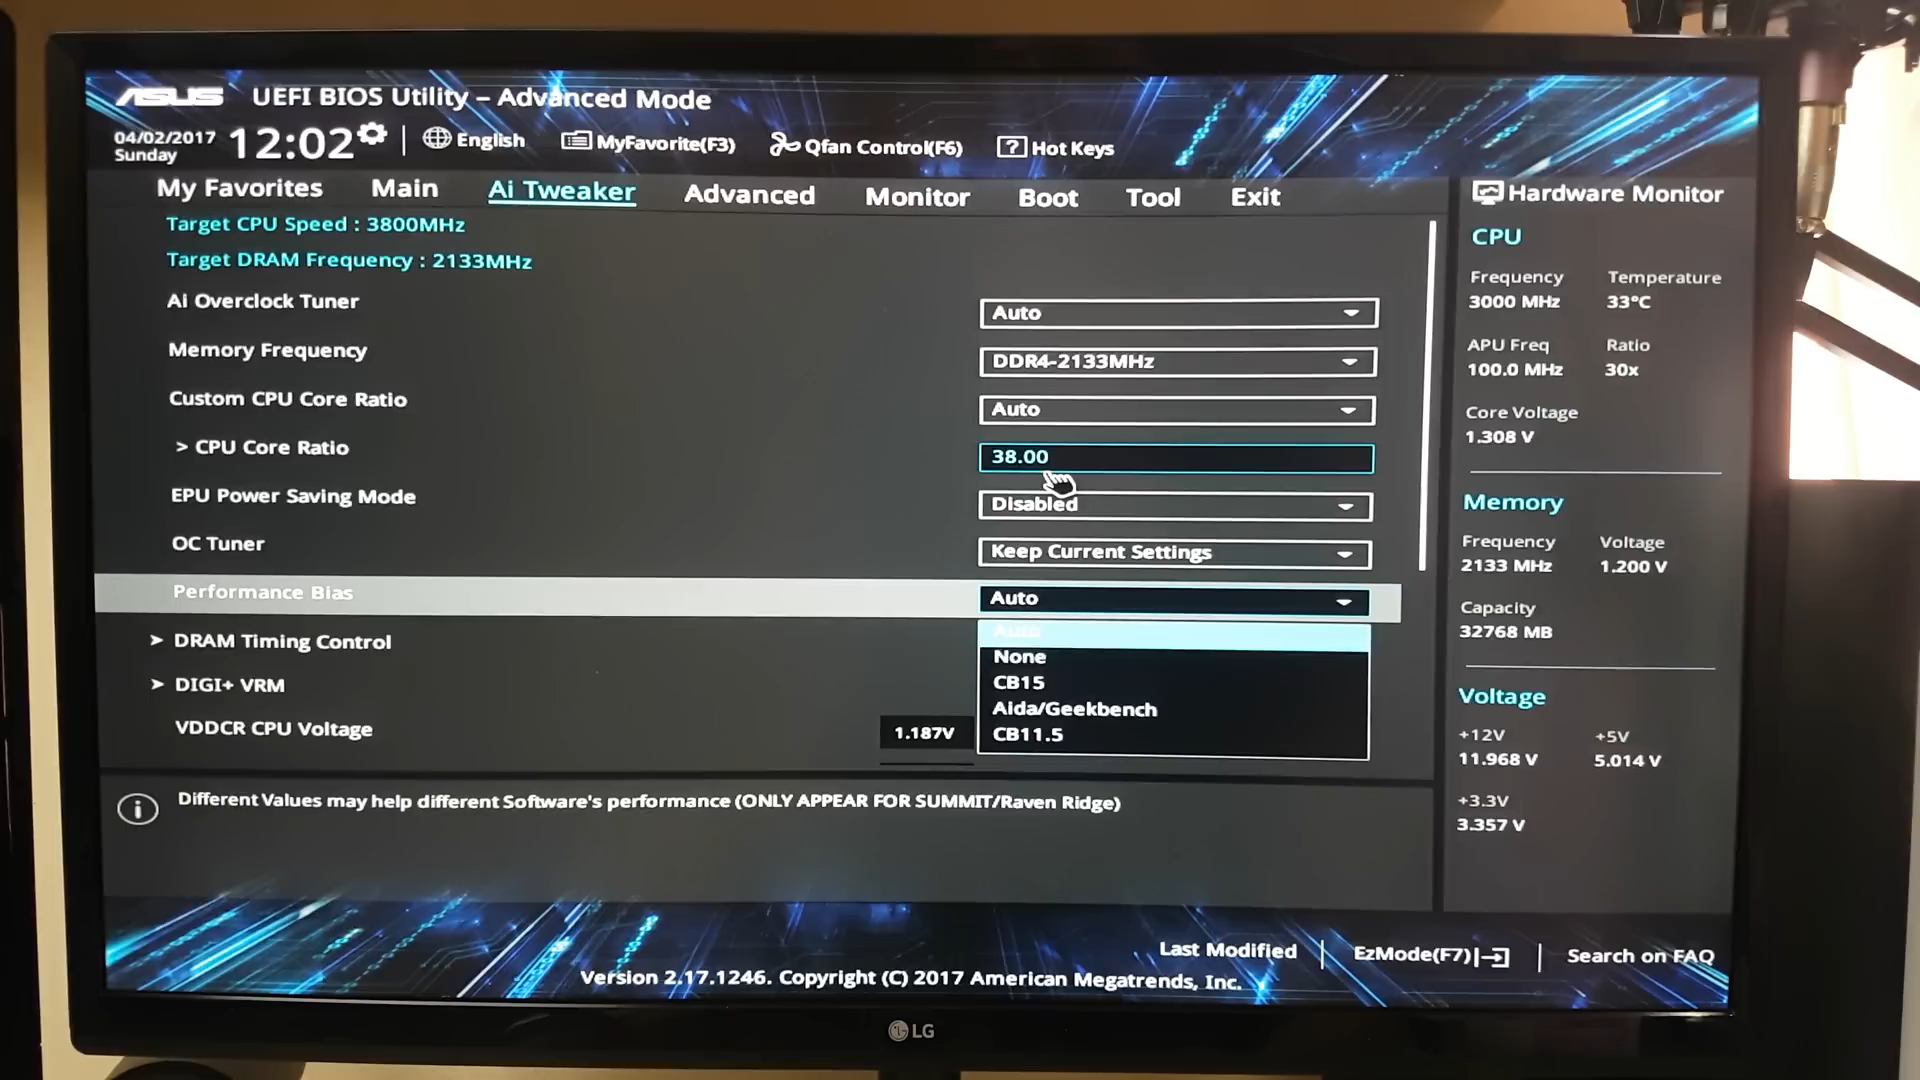 ASUS UEFI BIOS Utility – Advanced Mode
04/02/2017
Sunday
12:02
English
MyFavorite(F3)
Qfan Control(F6)
? Hot Keys
My Favorites Main Ai Tweaker Advanced Monitor Boot Tool Exit
Target CPU Speed : 3800MHz
Target DRAM Frequency : 2133MHz
Ai Overclock Tuner Auto
Memory Frequency DDR4-2133MHz
Custom CPU Core Ratio Auto
> CPU Core Ratio 38.00
EPU Power Saving Mode Disabled
OC Tuner Keep Current Settings
Performance Bias Auto
Auto
None
CB15
Aida/Geekbench
CB11.5
> DRAM Timing Control
> DIGI+ VRM
VDDCR CPU Voltage 1.187V
Different Values may help different Software's performance (ONLY APPEAR FOR SUMMIT/Raven Ridge)
Hardware Monitor
CPU
Frequency Temperature
3000 MHz 33°C
APU Freq Ratio
100.0 MHz 30x
Core Voltage
1.308 V
Memory
Frequency Voltage
2133 MHz 1.200 V
Capacity
32768 MB
Voltage
+12V +5V
11.968 V 5.014 V
+3.3V
3.357 V
Last Modified
EzMode(F7)
Search on FAQ
Version 2.17.1246. Copyright (C) 2017 American Megatrends, Inc.
LG